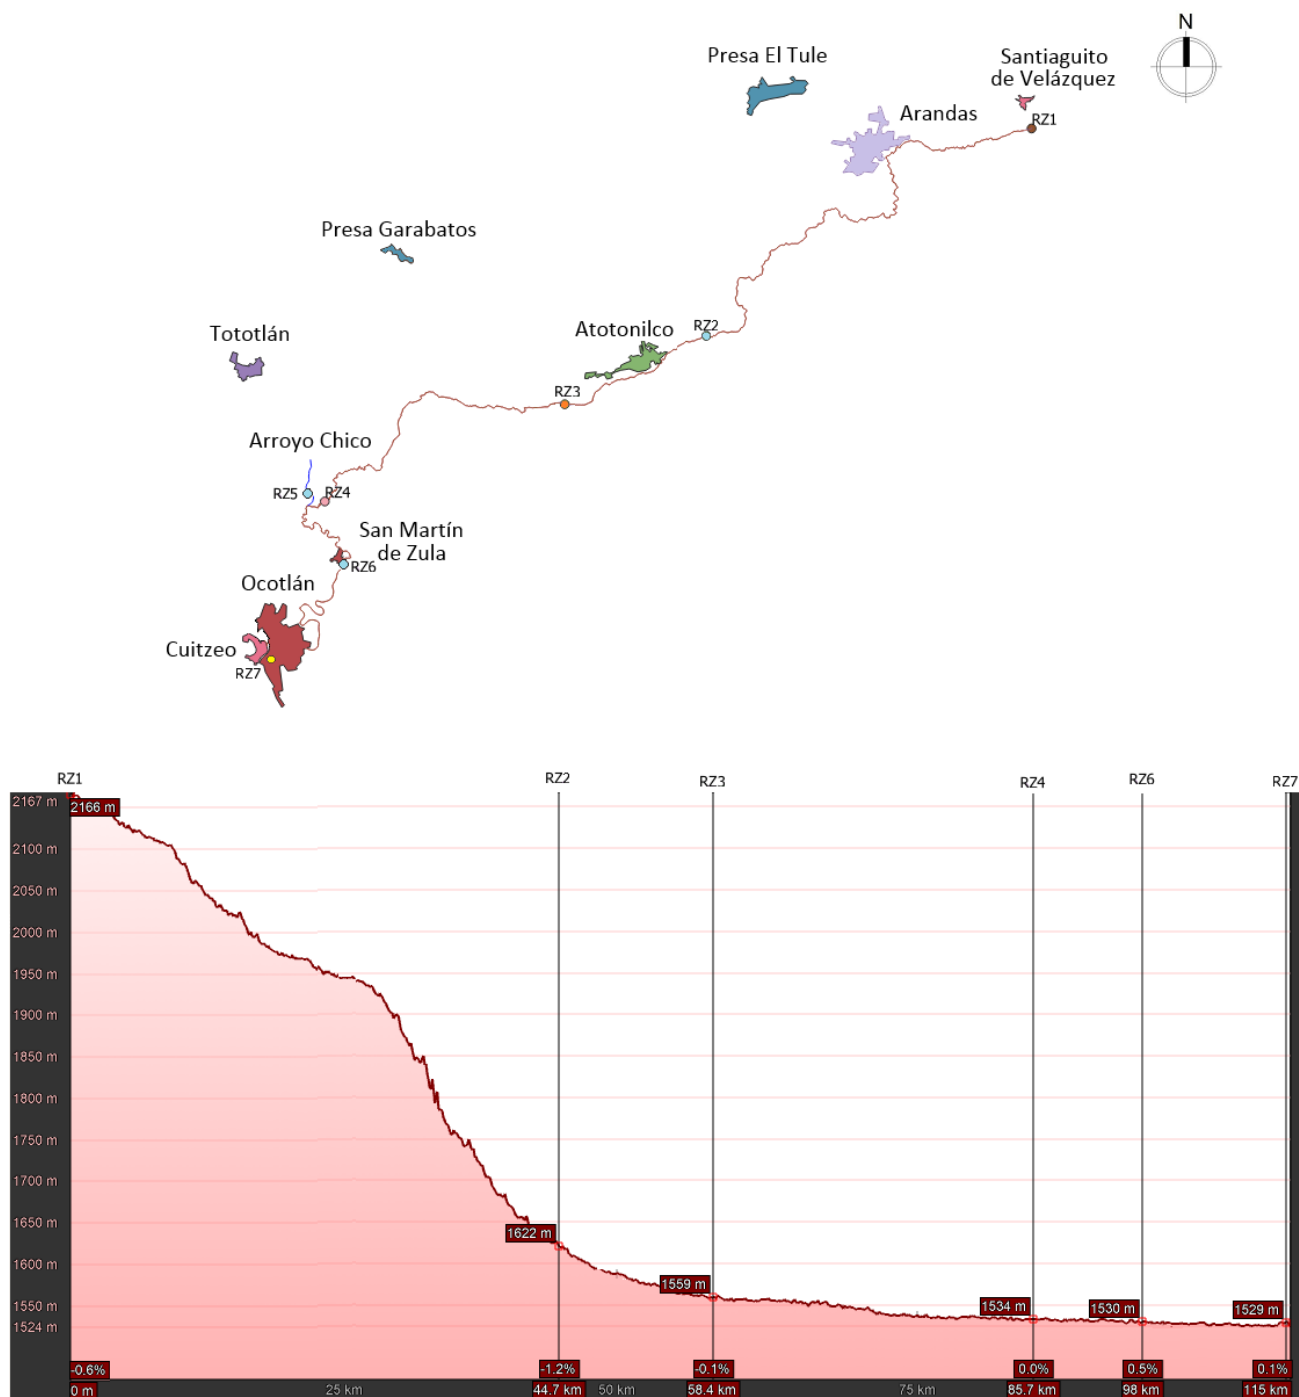 N
Presa El Tule
Santiaguito
de Velázquez
Arandas
RZ1
Presa Garabatos
Tototlán
Atotonilco
RZ2
RZ3
Arroyo Chico
RZ5
RZ4
San Martín
de Zula
RZ6
Ocotlán
Cuitzeo
RZ7
RZ1
RZ2
RZ3
RZ4
RZ6
RZ7
2167 m
2166 m
2100 m
2050 m
2000 m
1950 m
1900 m
1850 m
1800 m
1750 m
1700 m
1650 m
1622 m
1600 m
1559 m
1550 m
1534 m
1530 m
1529 m
1524 m
-0.6%
-1.2%
-0.1%
0.0%
0.5%
0.1%
0 m
25 km
44.7 km
50 km
58.4 km
75 km
85.7 km
98 km
115 km